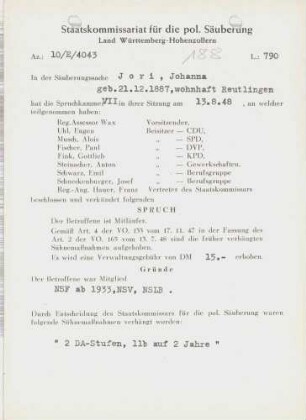 Staatskommissariat für die pol. Säuberung
Land Württemberg-Hohenzollern
Az.: 10/E/4043 188 L.: 790
In der Säuberungssache J o r i , Johanna
geb.21.12.1887,wohnhaft Reutlingen
hat die Spruchkammer VII in ihrer Sitzung am 13.8.48 , an welcher
teilgenommen haben:
Reg.Assessor Wax Vorsitzender,
Uhl, Eugen Beisitzer — CDU,
Musch, Alois „ — SPD,
Fischer, Paul „ — DVP,
Fink, Gottlieb „ — KPD,
Steinacher, Anton „ — Gewerkschaften,
Schwarz, Emil „ — Berufsgruppe
Schneckenburger, Josef „ — Berufsgruppe
Reg.-Ang. Hauer, Franz Vertreter des Staatskommissars
beschlossen und verkündet folgenden
SPRUCH
Der Betroffene ist Mitläufer.
Gemäß Art. 4 der VO. 133 vom 17. 11. 47 in der Fassung des
Art. 2 der VO. 165 vom 13. 7. 48 sind die früher verhängten
Sühnemaßnahmen aufgehoben.
Es wird eine Verwaltungsgebühr von DM 15.- erhoben.
Gründe
Der Betroffene war Mitglied
NSF ab 1933,NSV, NSLB .
Durch Entscheidung des Staatskommissars für die pol. Säuberung waren
folgende Sühnemaßnahmen verhängt worden:
" 2 DA-Stufen, 11b auf 2 Jahre "